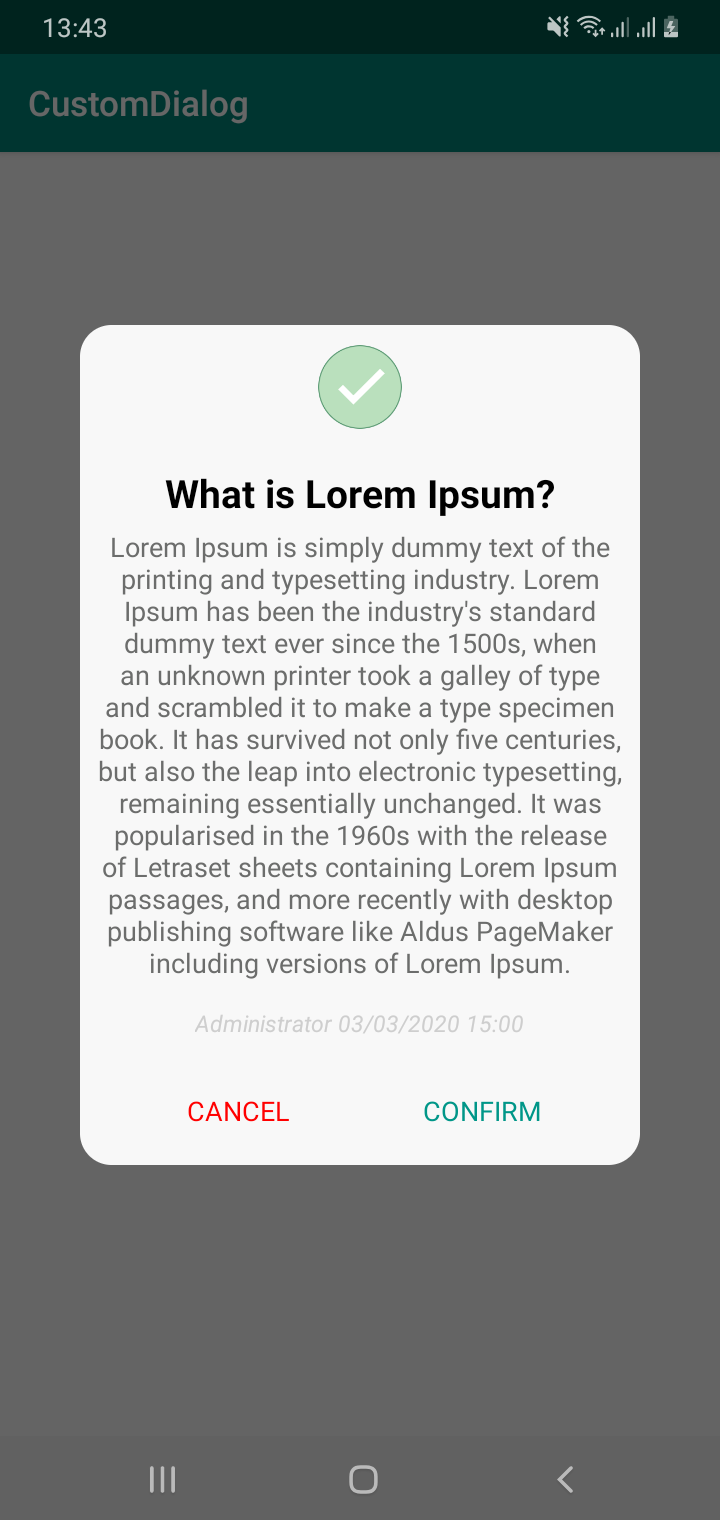 13:43
CustomDialog
What is Lorem Ipsum?
Lorem Ipsum is simply dummy text of the
printing and typesetting industry. Lorem
Ipsum has been the industry's standard
dummy text ever since the 1500s, when
an unknown printer took a galley of type
and scrambled it to make a type specimen
book. It has survived not only five centuries,
but also the leap into electronic typesetting,
remaining essentially unchanged. It was
popularised in the 1960s with the release
of Letraset sheets containing Lorem Ipsum
passages, and more recently with desktop
publishing software like Aldus PageMaker
including versions of Lorem Ipsum.
Administrator 03/03/2020 15:00
CANCEL CONFIRM